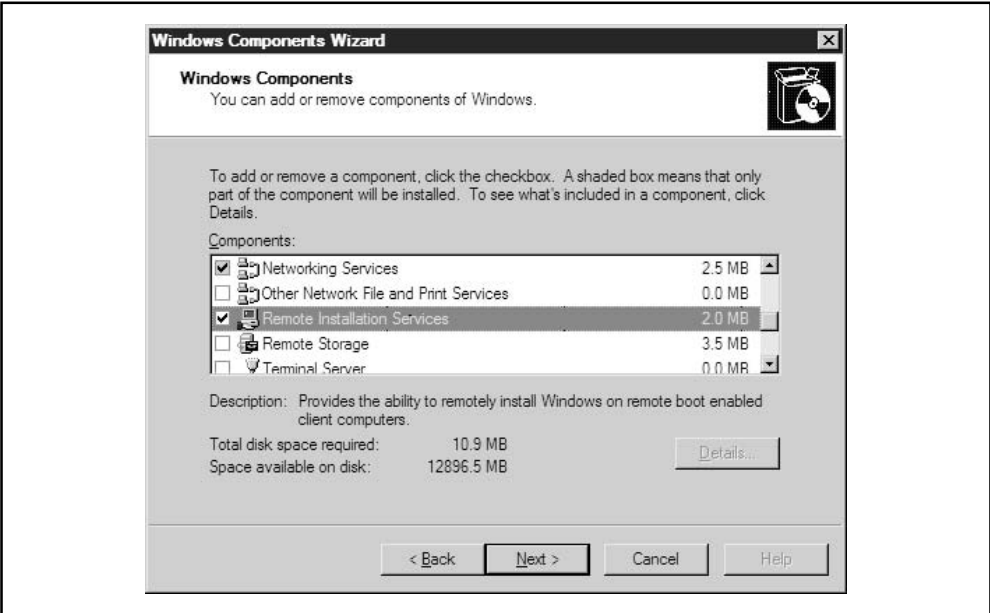 Windows Components Wizard
Windows Components
You can add or remove components of Windows.
To add or remove a component, click the checkbox. A shaded box means that only
part of the component will be installed. To see what's included in a component, click
Details.
Components:
Networking Services 2.5 MB
Other Network File and Print Services 0.0 MB
Remote Installation Services 2.0 MB
Remote Storage 3.5 MB
Terminal Server 0.0 MB
Description: Provides the ability to remotely install Windows on remote boot enabled
client computers.
Total disk space required: 10.9 MB
Space available on disk: 12896.5 MB
Details...
< Back Next > Cancel Help